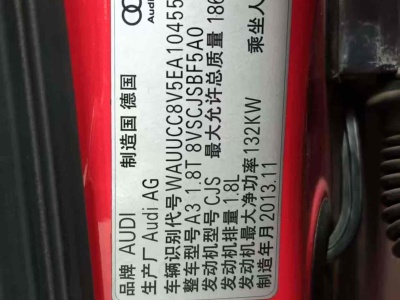 Audi
品牌 AUDI 制造国 德国
生产厂 Audi AG
车辆识别代号 WAUUCC8V5EA10455
整车型号 A3 1.8T 8VSCJSBF5A0
发动机型号 CJS 最大允许总质量 186
发动机排量 1.8L
发动机最大净功率 132KW 乘坐人
制造年月 2013.11